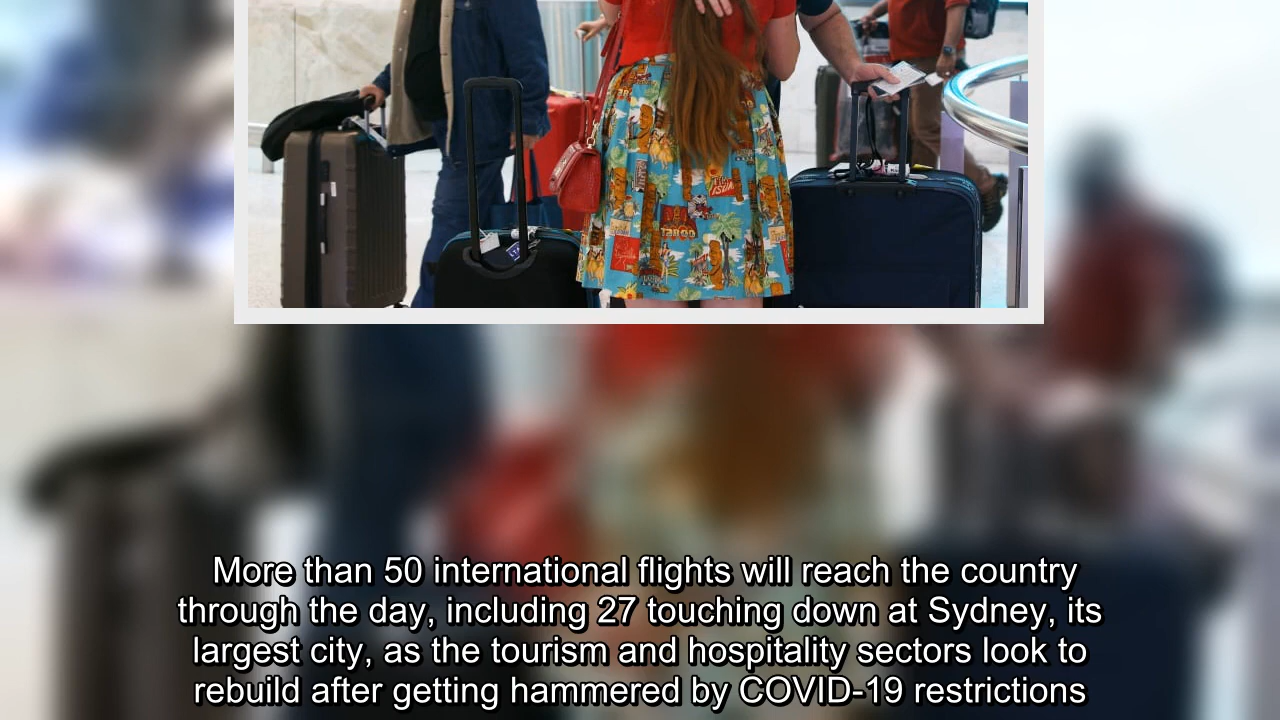 More than 50 international flights will reach the country
through the day, including 27 touching down at Sydney, its
largest city, as the tourism and hospitality sectors look to
rebuild after getting hammered by COVID-19 restrictions